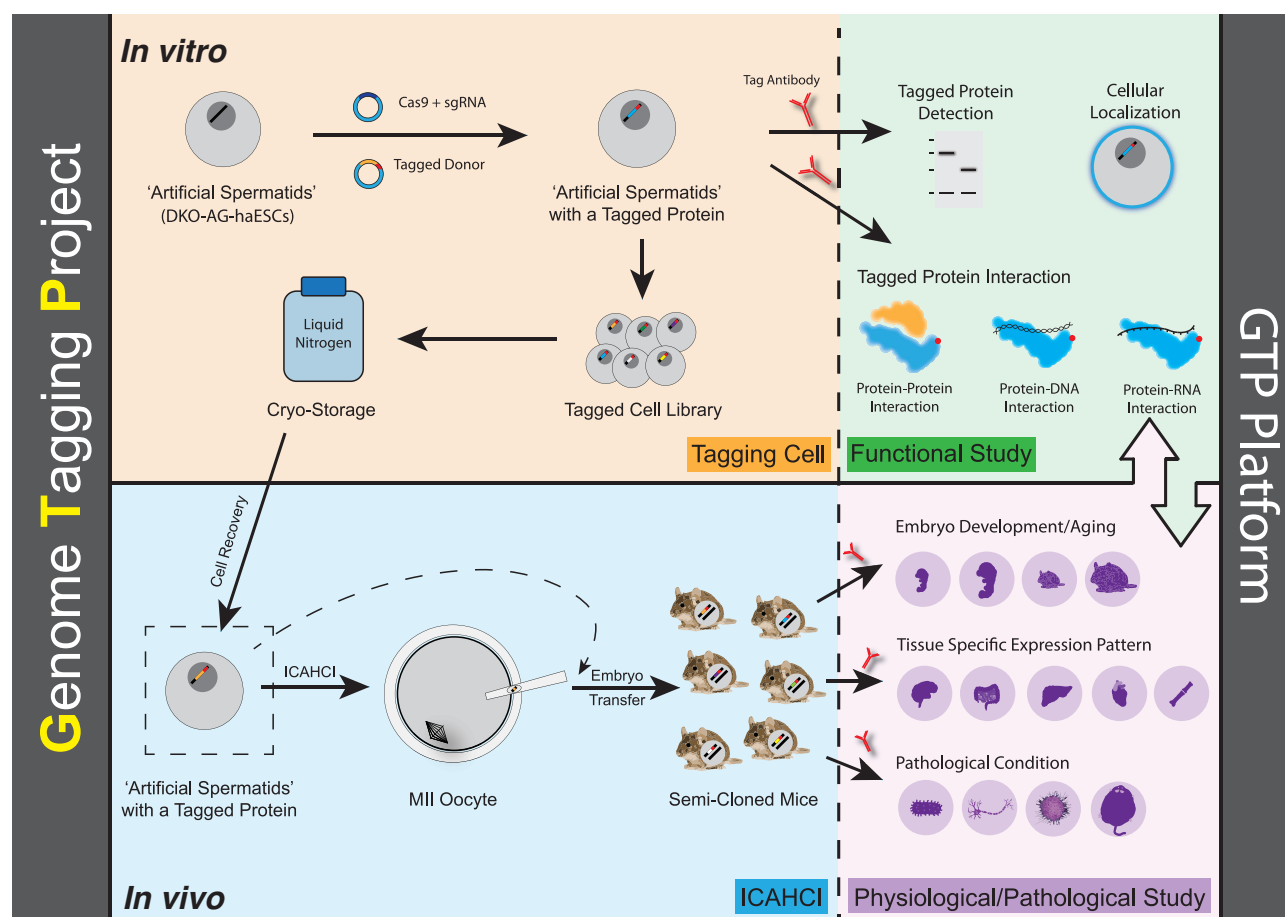 Genome Tagging Project
In vitro
Cas9 + sgRNA
Tagged Donor
'Artificial Spermatids'
(DKO-AG-haESCs)
'Artificial Spermatids'
with a Tagged Protein
Liquid
Nitrogen
Cryo-Storage
Tagged Cell Library
Tagging Cell
Tag Antibody
Tagged Protein
Detection
Cellular
Localization
Tagged Protein Interaction
Protein-Protein
Interaction
Protein-DNA
Interaction
Protein-RNA
Interaction
Functional Study
Cell Recovery
ICAHCI
'Artificial Spermatids'
with a Tagged Protein
MII Oocyte
Embryo
Transfer
Semi-Cloned Mice
In vivo
ICAHCI
Embryo Development/Aging
Tissue Specific Expression Pattern
Pathological Condition
Physiological/Pathological Study
GTP Platform